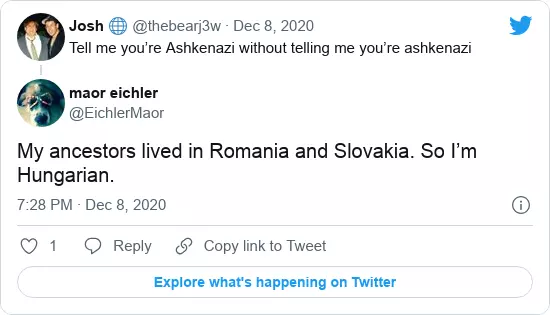 Josh 🌐 @thebearj3w · Dec 8, 2020
Tell me you’re Ashkenazi without telling me you’re ashkenazi
maor eichler
@EichlerMaor
My ancestors lived in Romania and Slovakia. So I’m
Hungarian.
7:28 PM · Dec 8, 2020
1 Reply Copy link to Tweet
Explore what's happening on Twitter